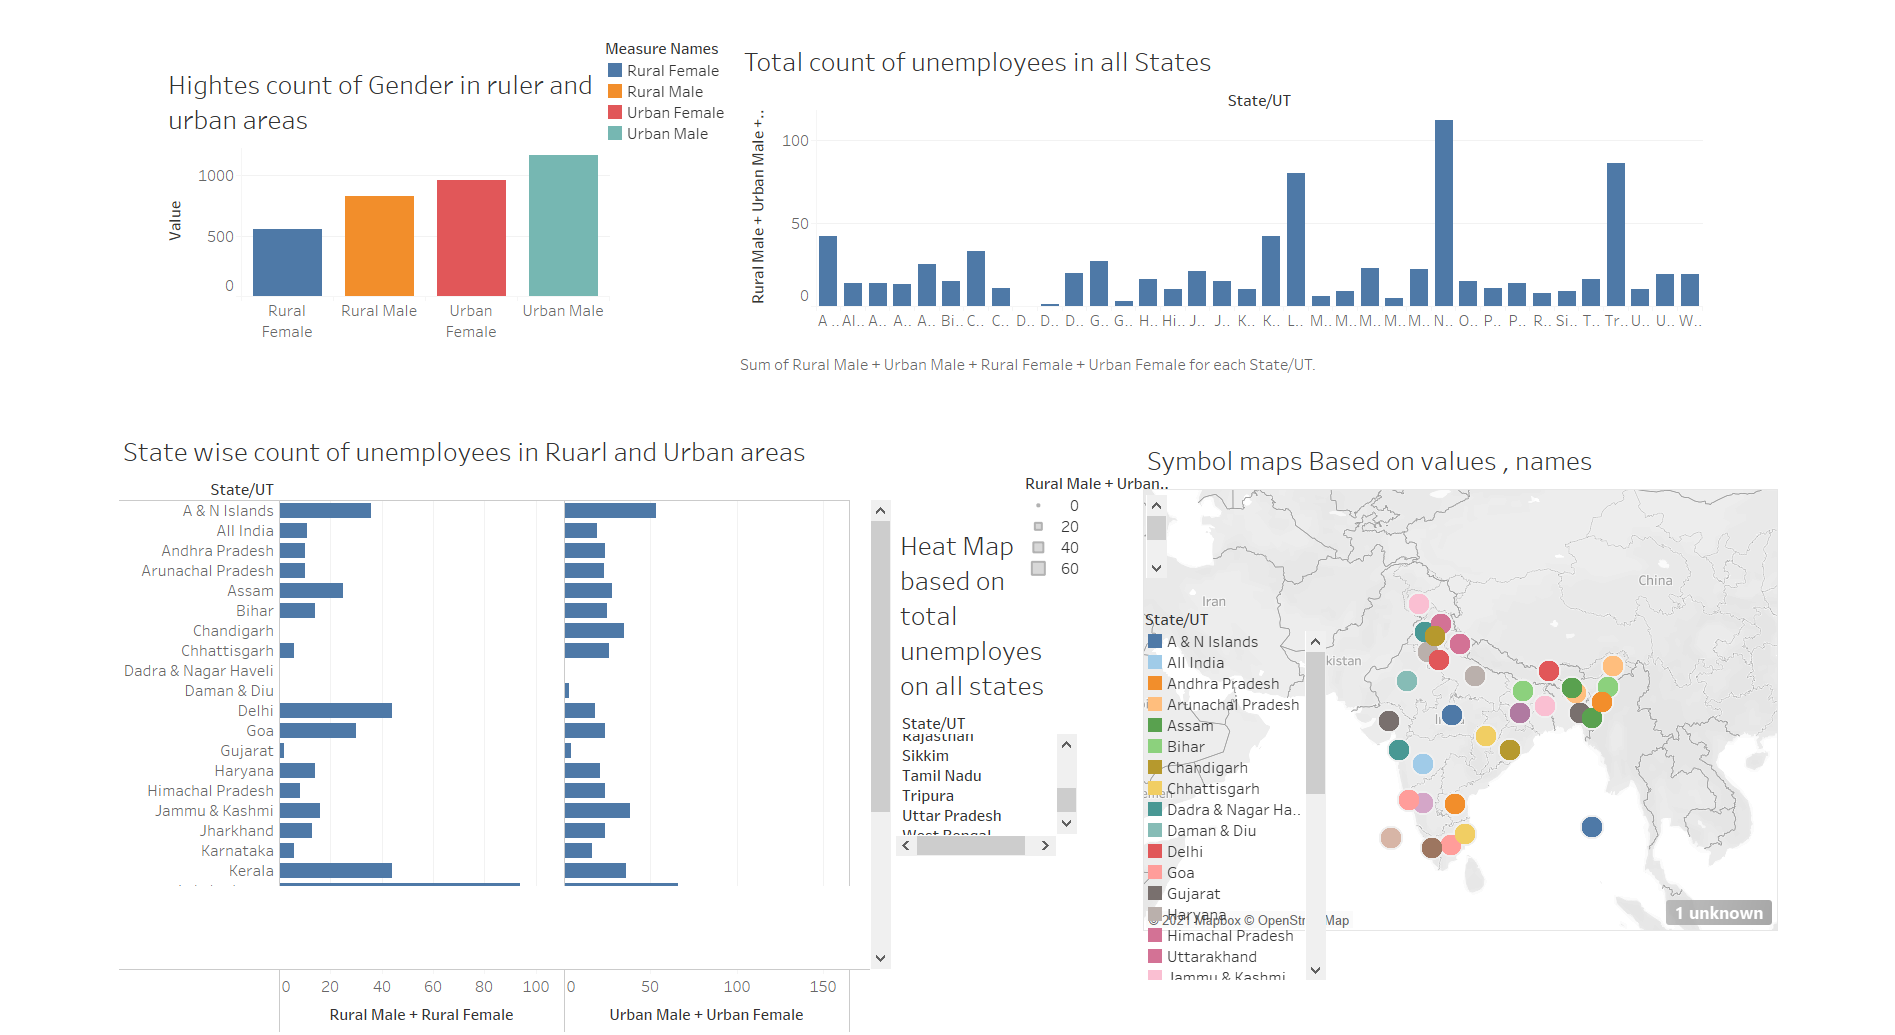 Measure Names
Rural Female
Rural Male
Urban Female
Urban Male
Hightes count of Gender in ruler and
urban areas
Value
1000
500
0
Rural
Female
Rural Male
Urban
Female
Urban Male
Total count of unemployees in all States
State/UT
Rural Male + Urban Male +..
100
50
0
A .. Al.. A.. A.. A.. Bi.. C.. C.. D.. D.. D.. G.. G.. H.. Hi.. J.. J.. K.. K.. L.. M.. M.. M.. M.. M.. N.. O.. P.. P.. R.. Si.. T.. Tr.. U.. U.. W..
Sum of Rural Male + Urban Male + Rural Female + Urban Female for each State/UT.
State wise count of unemployees in Ruarl and Urban areas
State/UT
A & N Islands
All India
Andhra Pradesh
Arunachal Pradesh
Assam
Bihar
Chandigarh
Chhattisgarh
Dadra & Nagar Haveli
Daman & Diu
Delhi
Goa
Gujarat
Haryana
Himachal Pradesh
Jammu & Kashmi
Jharkhand
Karnataka
Kerala
0 20 40 60 80 100
0 50 100 150
Rural Male + Rural Female
Urban Male + Urban Female
Rural Male + Urban..
0
20
40
60
Heat Map
based on
total
unemployes
on all states
State/UT
Rajasthan
Sikkim
Tamil Nadu
Tripura
Uttar Pradesh
West Bengal
Symbol maps Based on values , names
Iran
China
kistan
State/UT
A & N Islands
All India
Andhra Pradesh
Arunachal Pradesh
Assam
Bihar
Chandigarh
Chhattisgarh
Dadra & Nagar Ha..
Daman & Diu
Delhi
Goa
Gujarat
Haryana
Himachal Pradesh
Uttarakhand
Jammu & Kashmi
© 2021 Mapbox © OpenStr Map
1 unknown